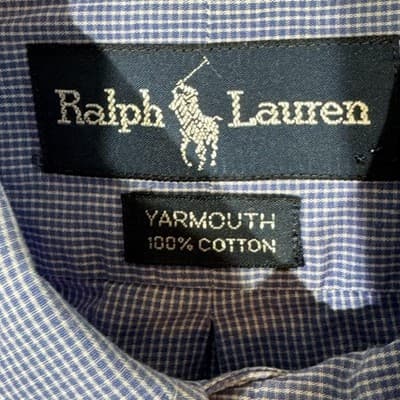 Ralph Lauren
YARMOUTH
100% COTTON